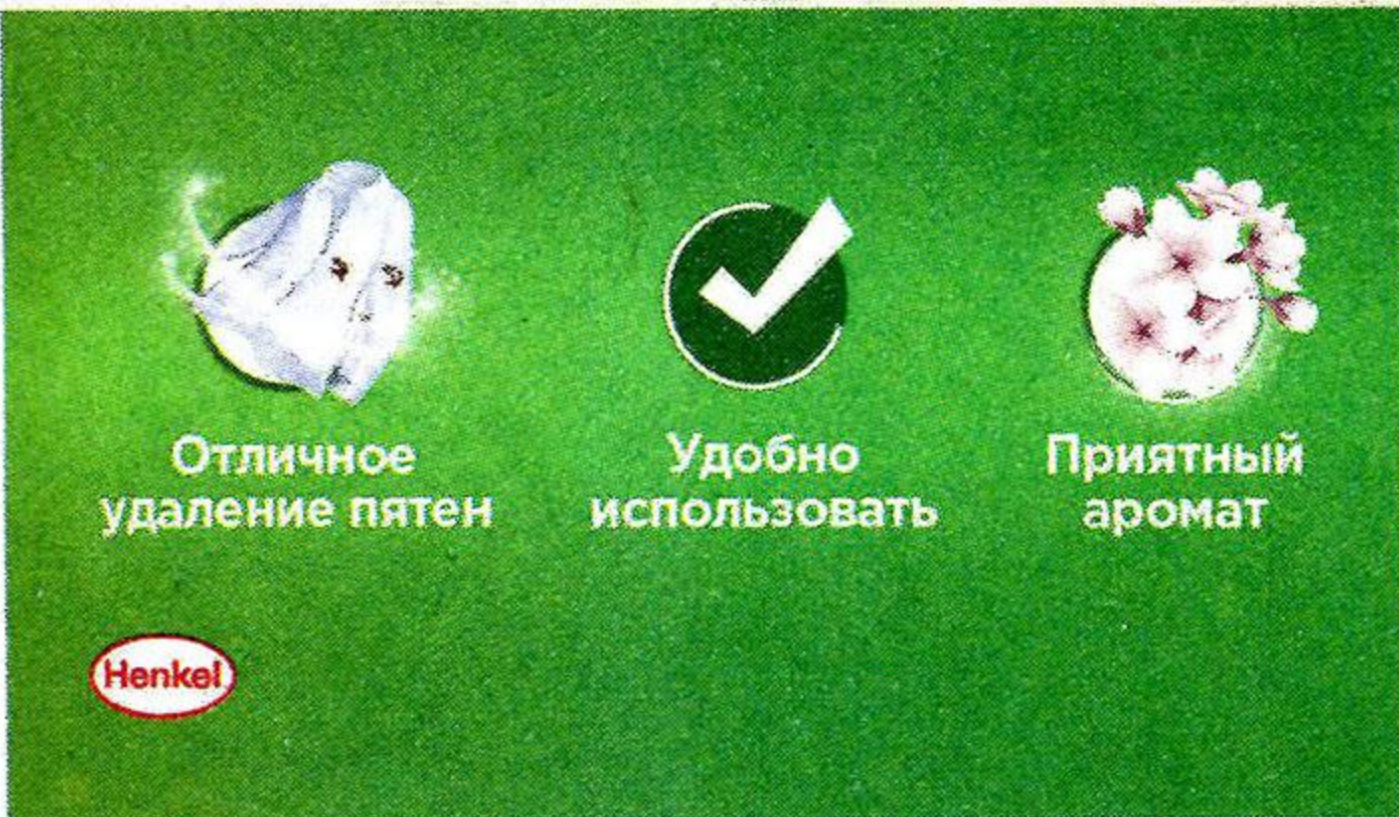 Отличное
удаление пятен
Удобно
использовать
Приятный
аромат
Henkel